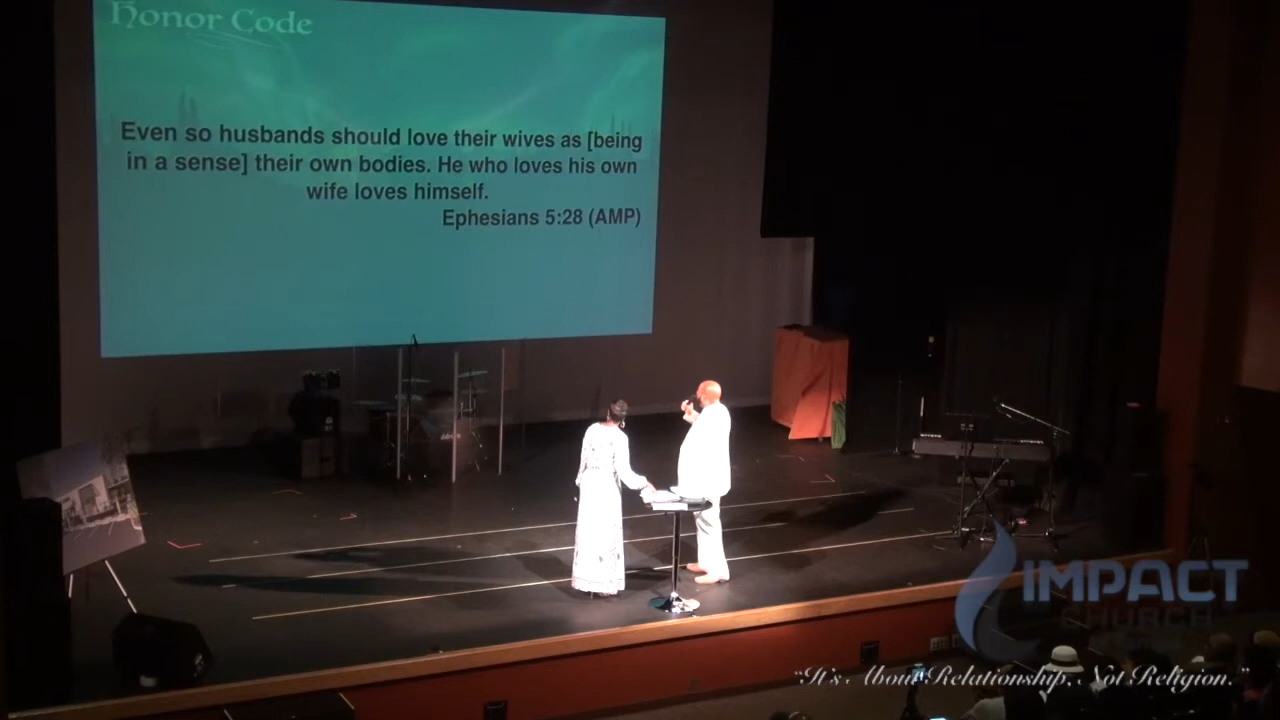 Honor Code
Even so husbands should love their wives as [being
in a sense] their own bodies. He who loves his own
wife loves himself.
Ephesians 5:28 (AMP)
IMPACT
CHURCH
“It's About Relationship, Not Religion.”